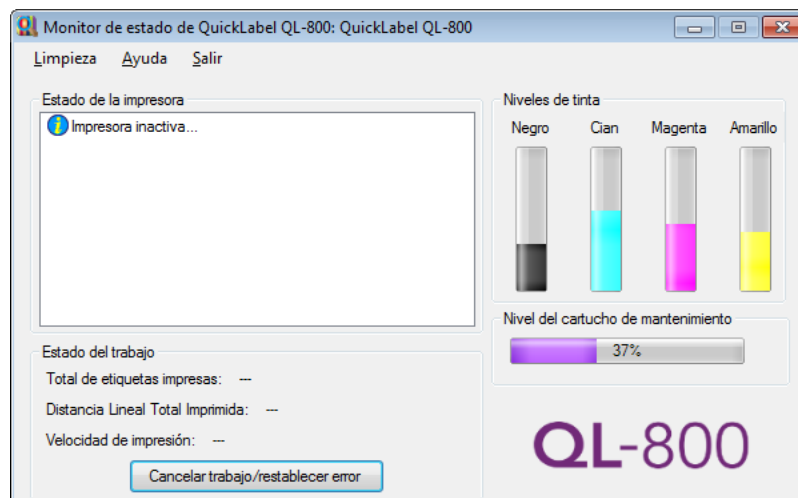 Monitor de estado de QuickLabel QL-800: QuickLabel QL-800
Limpieza Ayuda Salir
Estado de la impresora
Impresora inactiva...
Niveles de tinta
Negro Cian Magenta Amarillo
Nivel del cartucho de mantenimiento
37%
Estado del trabajo
Total de etiquetas impresas: ---
Distancia Lineal Total Imprimida: ---
Velocidad de impresión: ---
Cancelar trabajo/restablecer error
QL-800